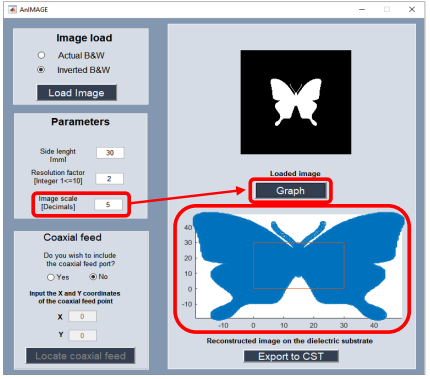 AnIMAGE
Image load
Actual B&W
Inverted B&W
Load Image
Parameters
Side lenght
[mm]
30
Resolution factor
[Integer 1<=10]
2
Image scale
[Decimals]
5
Coaxial feed
Do you wish to include
the coaxial feed port?
Yes
No
Input the X and Y coordinates
of the coaxial feed point
X 0
Y 0
Locate coaxial feed
Loaded image
Graph
40
30
20
10
0
-10
-10 0 10 20 30 40
Reconstructed image on the dielectric substrate
Export to CST